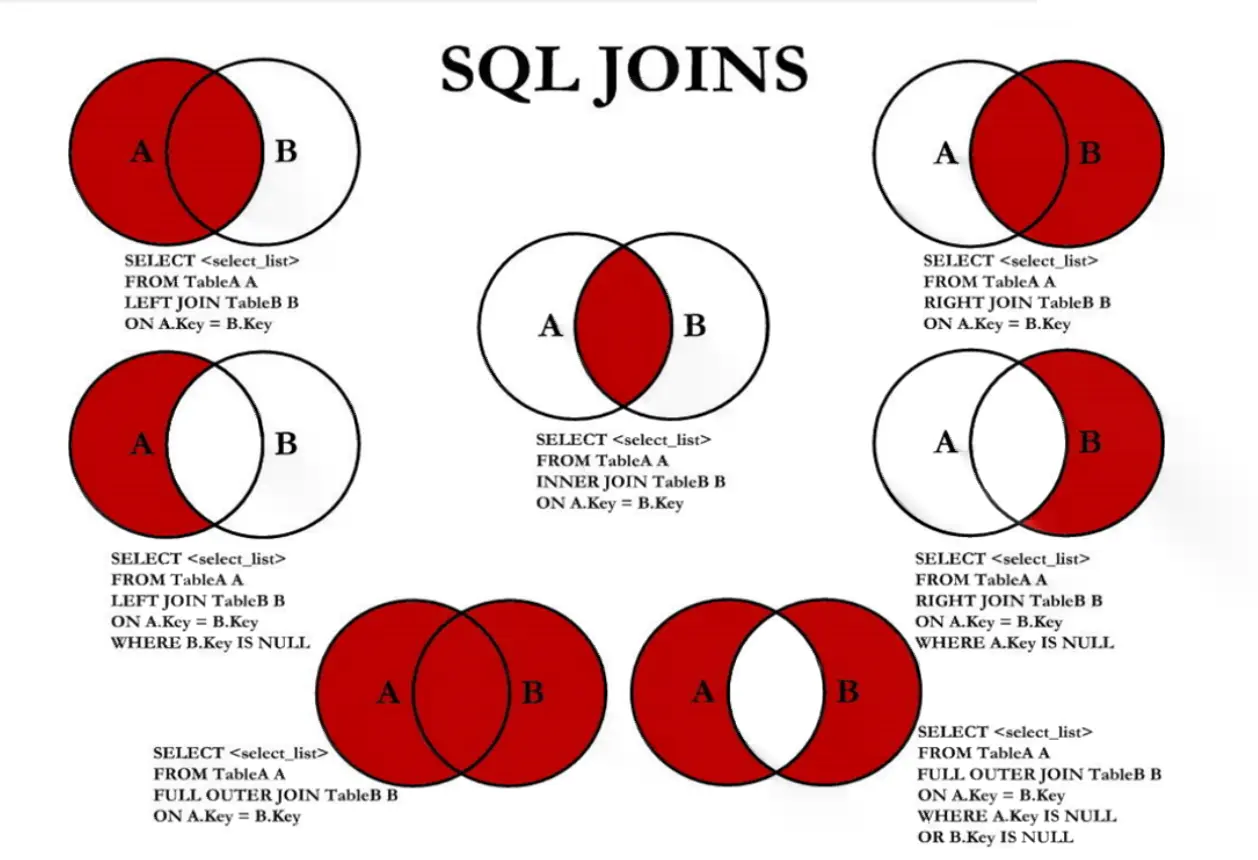 SQL JOINS
A B
SELECT <select_list>
FROM TableA A
LEFT JOIN TableB B
ON A.Key = B.Key
A B
SELECT <select_list>
FROM TableA A
RIGHT JOIN TableB B
ON A.Key = B.Key
A B
SELECT <select_list>
FROM TableA A
INNER JOIN TableB B
ON A.Key = B.Key
A B
SELECT <select_list>
FROM TableA A
LEFT JOIN TableB B
ON A.Key = B.Key
WHERE B.Key IS NULL
A B
SELECT <select_list>
FROM TableA A
RIGHT JOIN TableB B
ON A.Key = B.Key
WHERE A.Key IS NULL
A B
SELECT <select_list>
FROM TableA A
FULL OUTER JOIN TableB B
ON A.Key = B.Key
A B
SELECT <select_list>
FROM TableA A
FULL OUTER JOIN TableB B
ON A.Key = B.Key
WHERE A.Key IS NULL
OR B.Key IS NULL